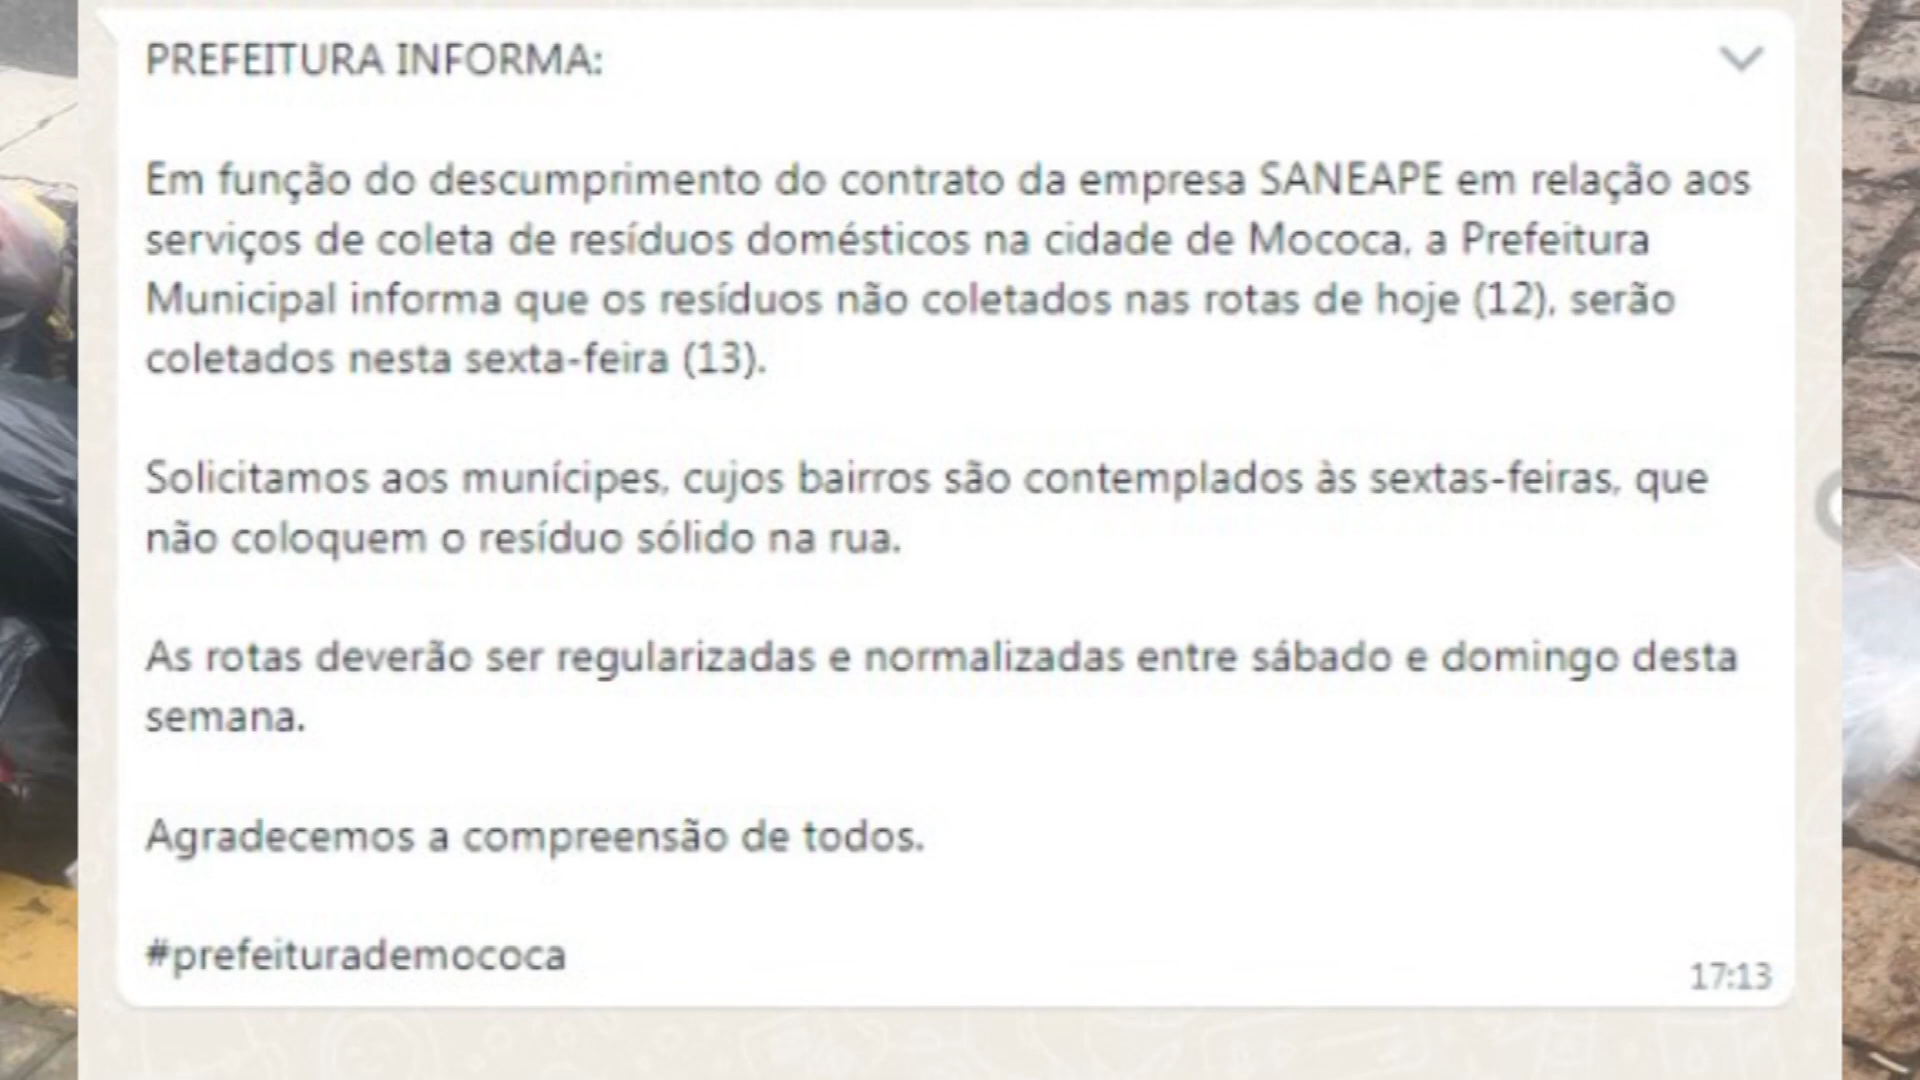 PREFEITURA INFORMA:
Em função do descumprimento do contrato da empresa SANEAPE em relação aos
serviços de coleta de resíduos domésticos na cidade de Mococa, a Prefeitura
Municipal informa que os resíduos não coletados nas rotas de hoje (12), serão
coletados nesta sexta-feira (13).
Solicitamos aos munícipes, cujos bairros são contemplados às sextas-feiras, que
não coloquem o resíduo sólido na rua.
As rotas deverão ser regularizadas e normalizadas entre sábado e domingo desta
semana.
Agradecemos a compreensão de todos.
#prefeiturademococa
17:13